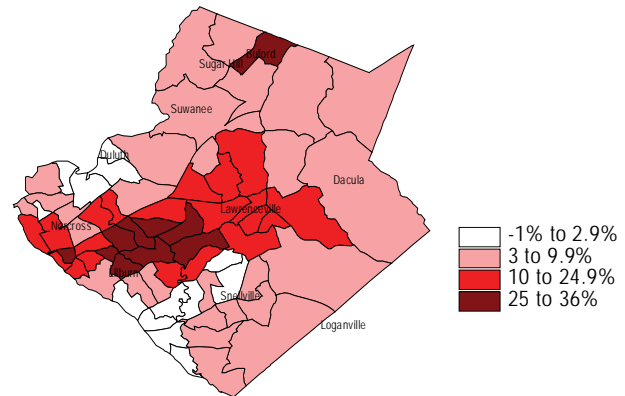 Buford
Sugar Hill
Suwanee
Duluth
Dacula
Lawrenceville
Norcross
Lilburn
Snellville
Loganville
-1% to 2.9%
3 to 9.9%
10 to 24.9%
25 to 36%